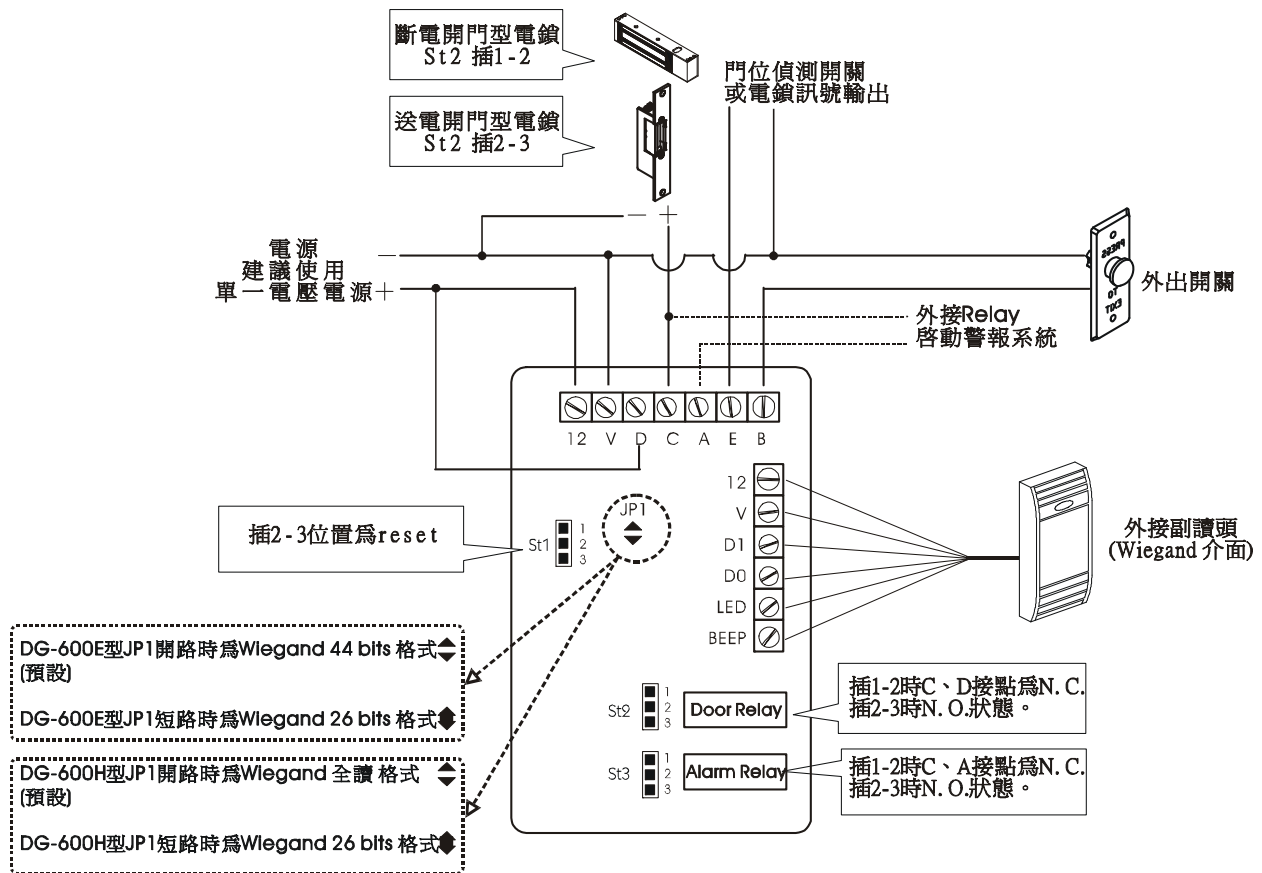 斷電開門型電鎖
St2 插1-2
送電開門型電鎖
St2 插2-3
門位偵測開關
或電鎖訊號輸出
－ ＋
電源
建議使用
單一電壓電源
－
＋
PRESS
TO
EXIT
外出開關
外接Relay
啓動警報系統
12 V D C A E B
12
V
D1
D0
LED
BEEP
外接副讀頭
(Wiegand 介面)
插2-3位置爲reset
St1
1
2
3
JP1
DG-600E型JP1開路時爲Wiegand 44 bits 格式
(預設)
DG-600E型JP1短路時爲Wiegand 26 bits 格式
DG-600H型JP1開路時爲Wiegand 全讀 格式
(預設)
DG-600H型JP1短路時爲Wiegand 26 bits 格式
St2
1
2
3
Door Relay
插1-2時C、D接點爲N.C.
插2-3時N.O.狀態。
St3
1
2
3
Alarm Relay
插1-2時C、A接點爲N.C.
插2-3時N.O.狀態。